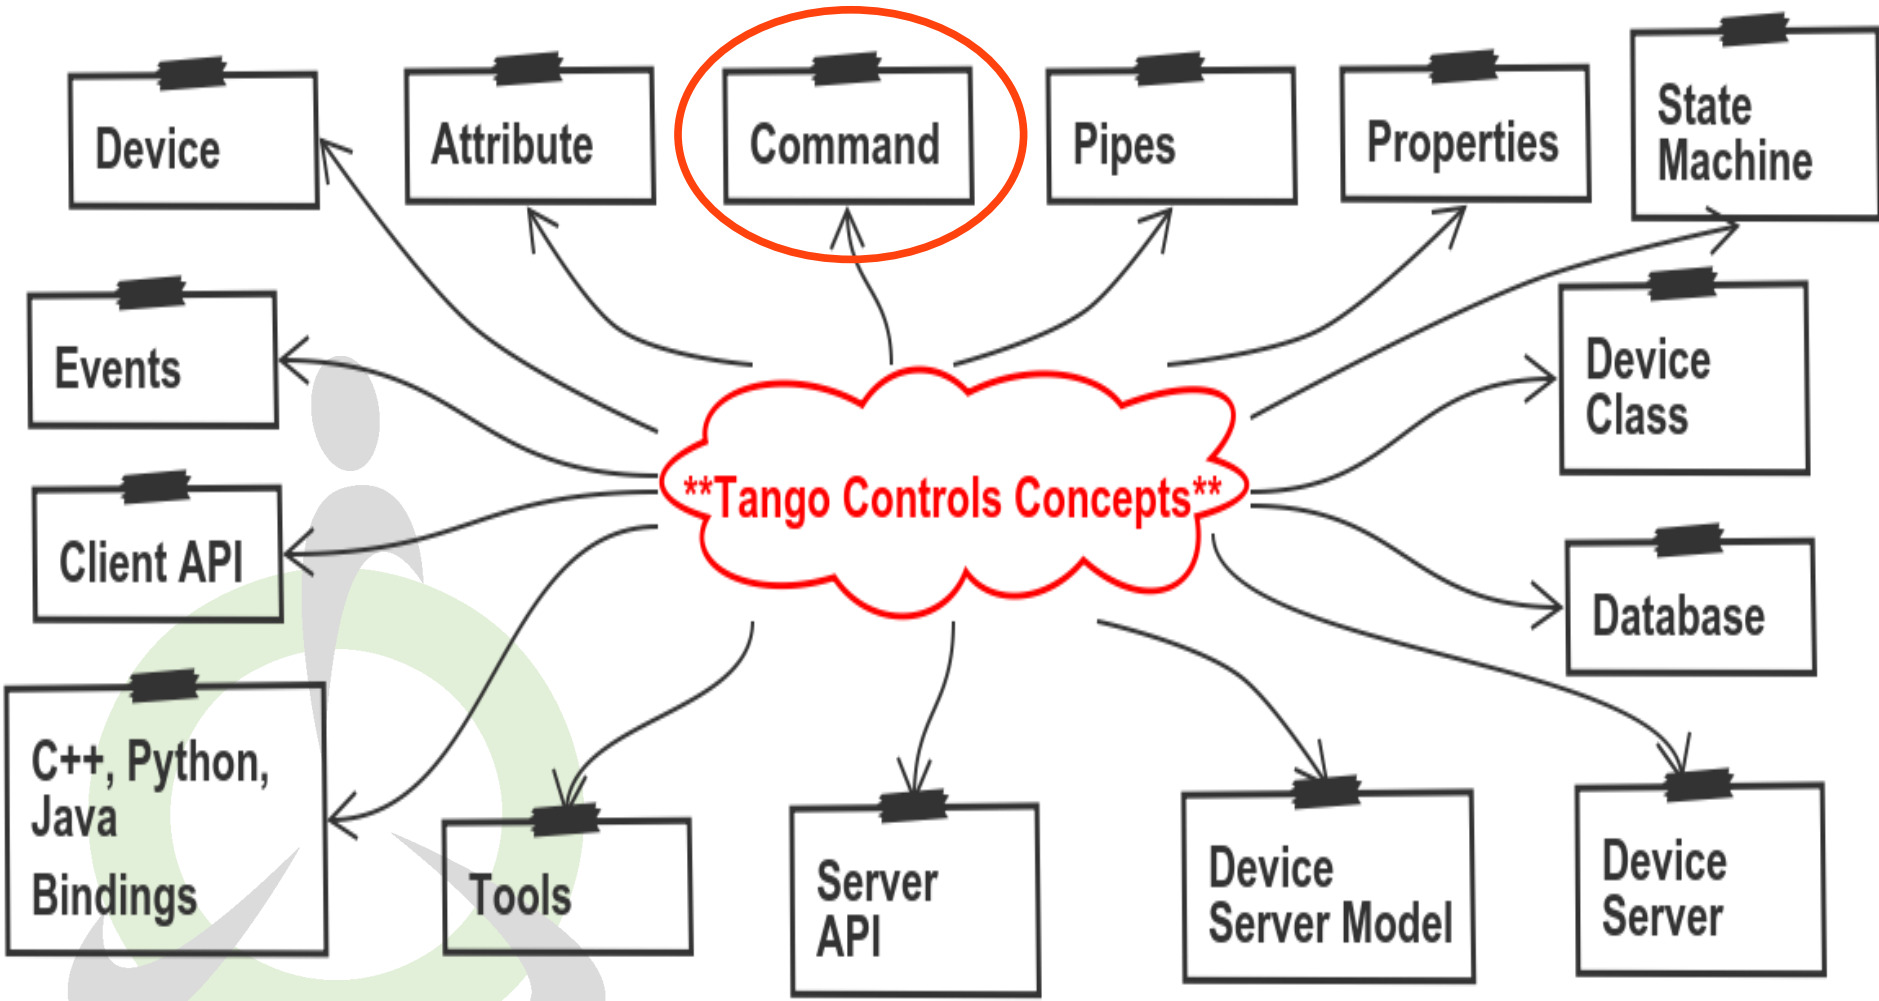 Device
Attribute
Command
Pipes
Properties
State
Machine
Events
Device
Class
**Tango Controls Concepts**
Client API
Database
C++, Python,
Java
Bindings
Tools
Server
API
Device
Server Model
Device
Server